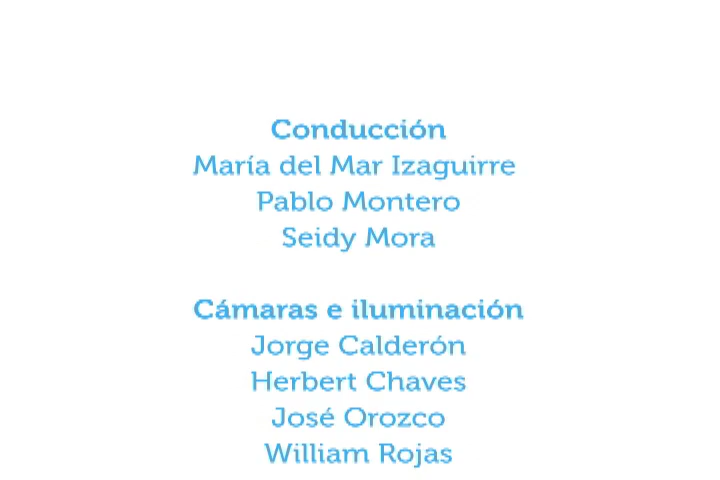 Conducción
María del Mar Izaguirre
Pablo Montero
Seidy Mora
Cámaras e iluminación
Jorge Calderón
Herbert Chaves
José Orozco
William Rojas